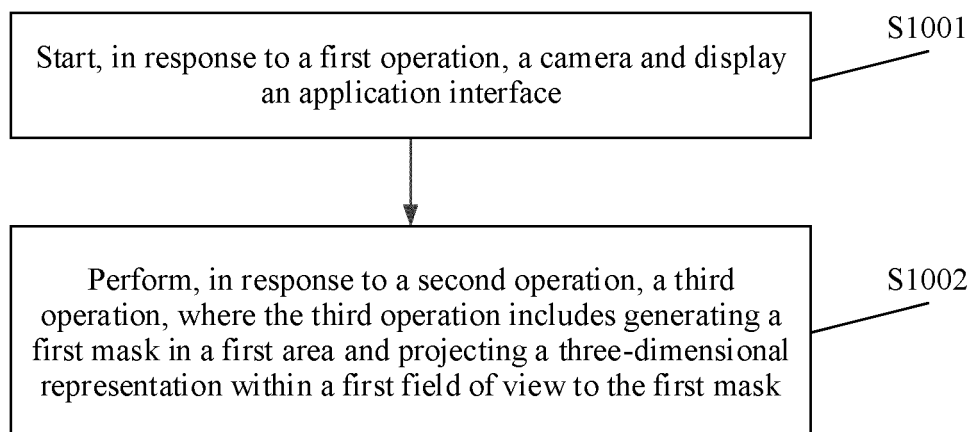 S1001
Start, in response to a first operation, a camera and display
an application interface
S1002
Perform, in response to a second operation, a third
operation, where the third operation includes generating a
first mask in a first area and projecting a three-dimensional
representation within a first field of view to the first mask